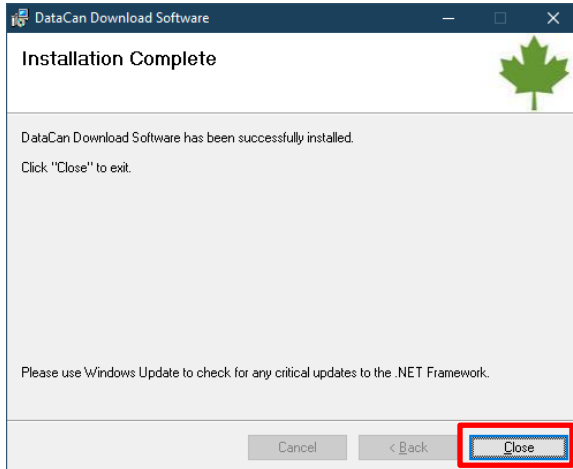 DataCan Download Software
Installation Complete
DataCan Download Software has been successfully installed.
Click "Close" to exit.
Please use Windows Update to check for any critical updates to the .NET Framework.
Cancel < Back Close